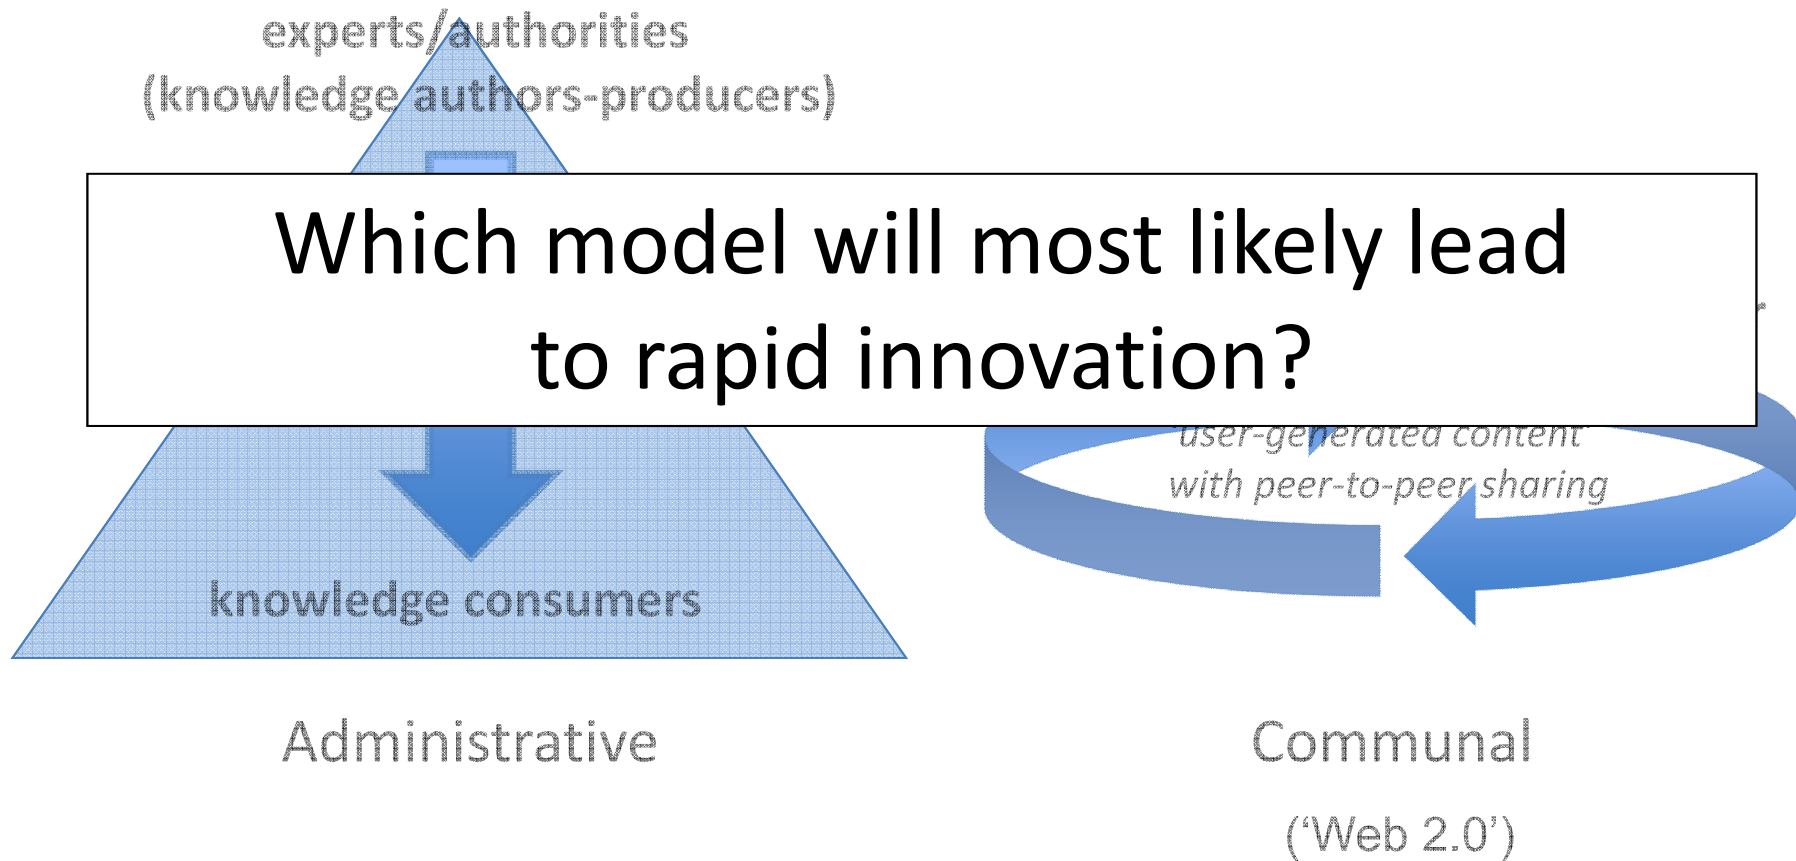 experts/authorities
(knowledge authors-producers)
Which model will most likely lead
to rapid innovation?
user-generated content
with peer-to-peer sharing
knowledge consumers
Administrative
Communal
('Web 2.0')